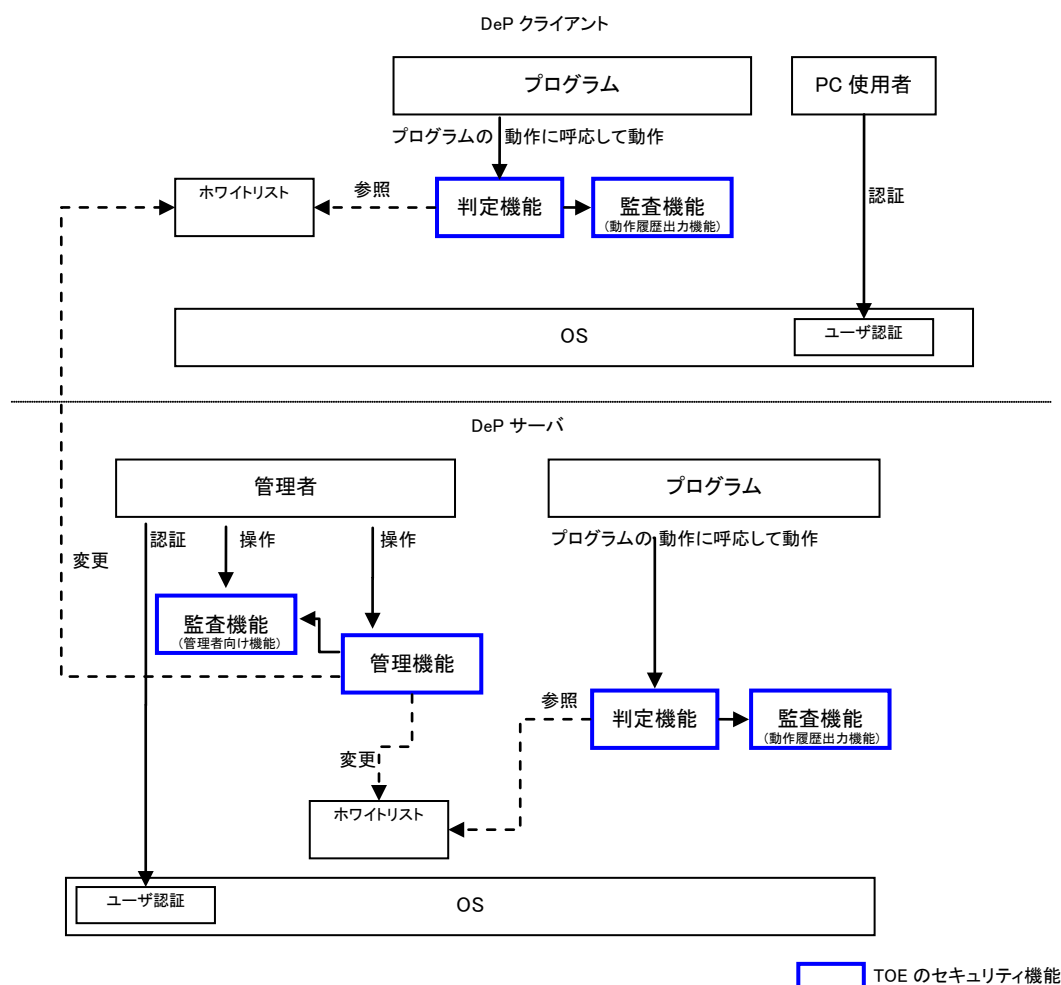 DeP クライアント
プログラム
PC 使用者
プログラムの 動作に呼応して動作
ホワイトリスト
参照
判定機能
監査機能
(動作履歴出力機能)
認証
OS
ユーザ認証
DeP サーバ
管理者
プログラム
認証
操作
操作
プログラムの 動作に呼応して動作
変更
監査機能
(管理者向け機能)
管理機能
参照
判定機能
監査機能
(動作履歴出力機能)
変更
ホワイトリスト
ユーザ認証
OS
TOE のセキュリティ機能